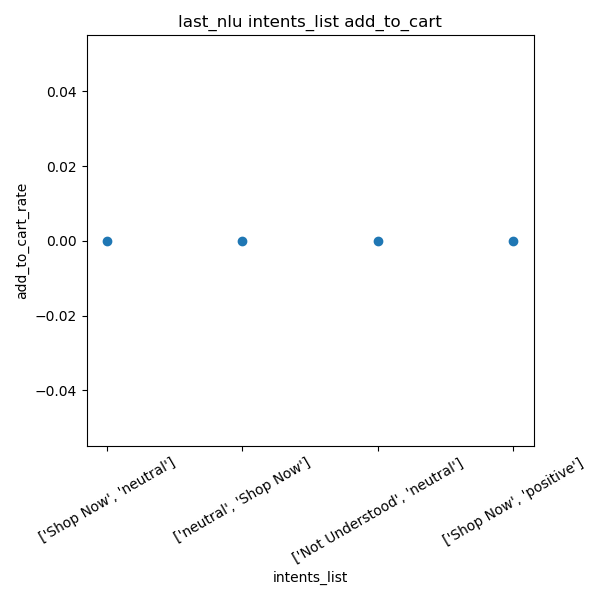 last_nlu intents_list add_to_cart
0.04
0.02
0.00
−0.02
−0.04
add_to_cart_rate
['Shop Now', 'neutral']
['neutral', 'Shop Now']
['Not Understood', 'neutral']
['Shop Now', 'positive']
intents_list